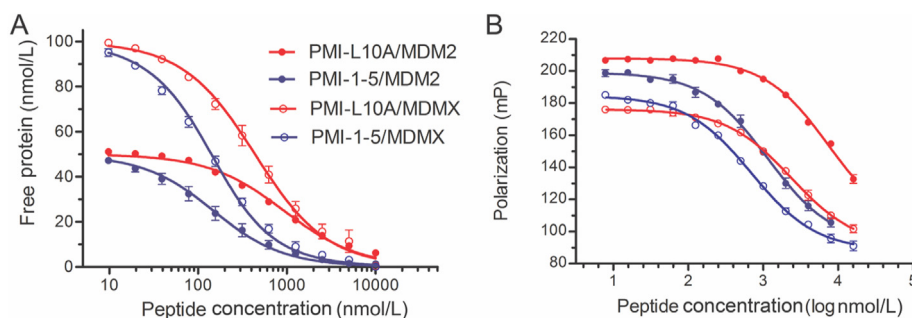 A
Free protein (nmol/L)
100
80
60
40
20
0
10
100
1000
10000
Peptide concentration (nmol/L)
PMI-L10A/MDM2
PMI-1-5/MDM2
PMI-L10A/MDMX
PMI-1-5/MDMX
B
Polarization (mP)
220
200
180
160
140
120
100
80
1
2
3
4
5
Peptide concentration (log nmol/L)